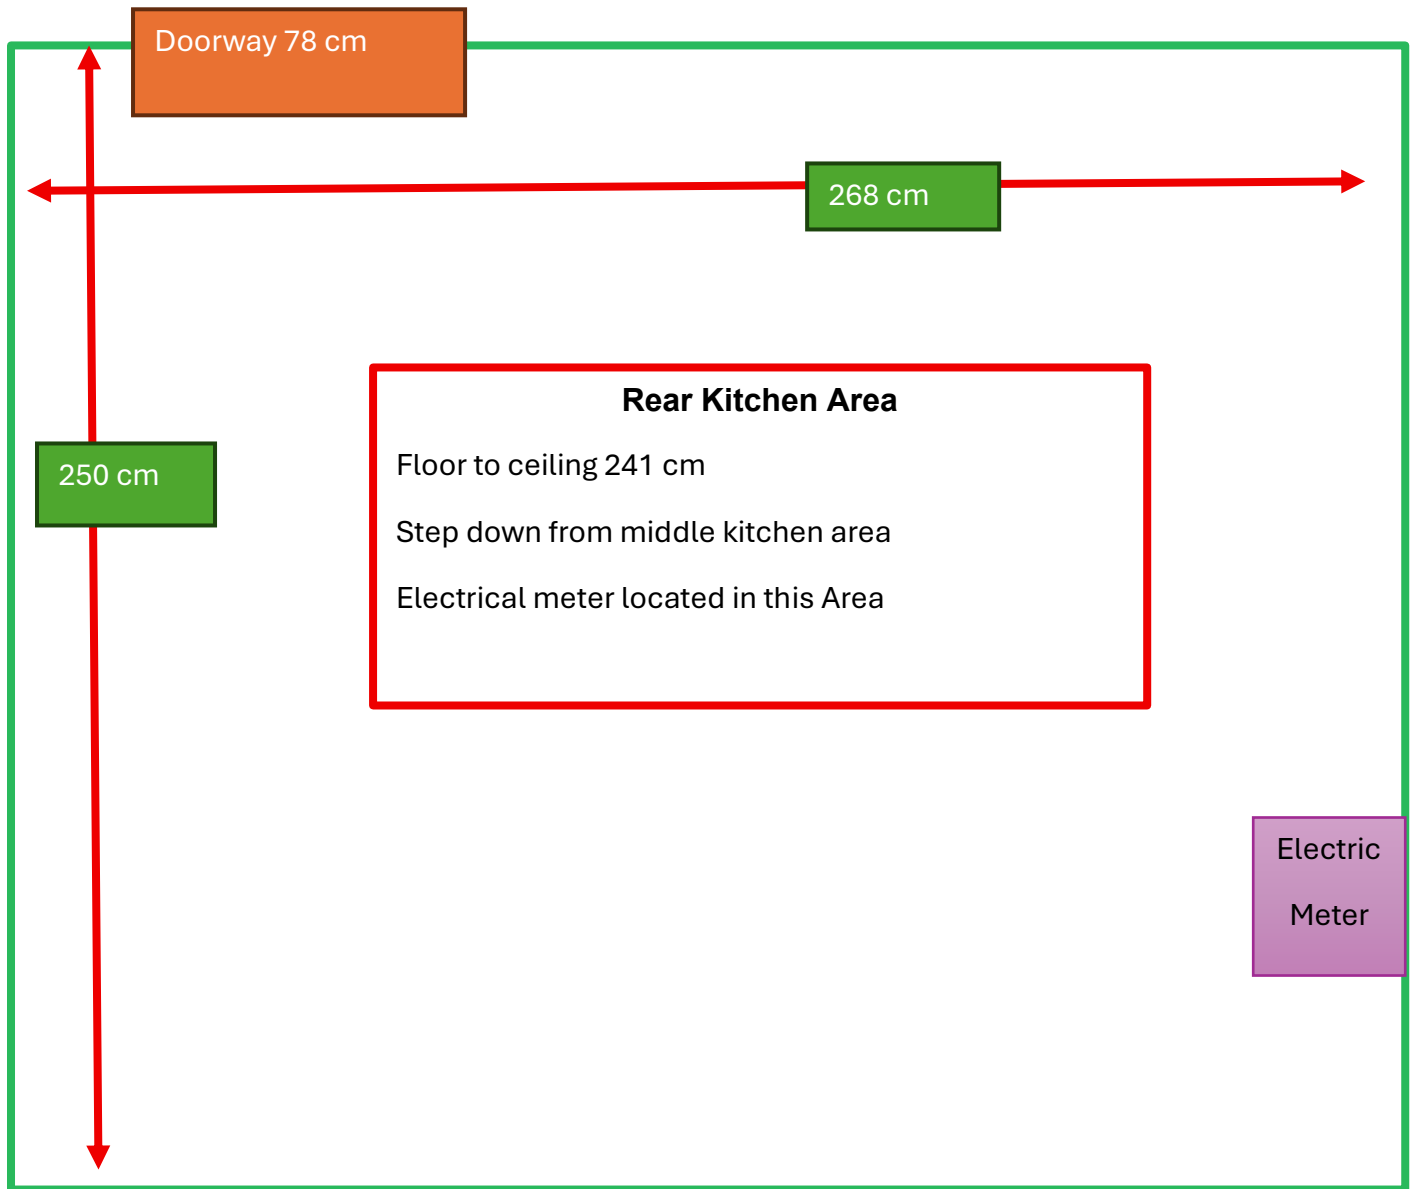 Doorway 78 cm
268 cm
Rear Kitchen Area
Floor to ceiling 241 cm
250 cm
Step down from middle kitchen area
Electrical meter located in this Area
Electric
Meter